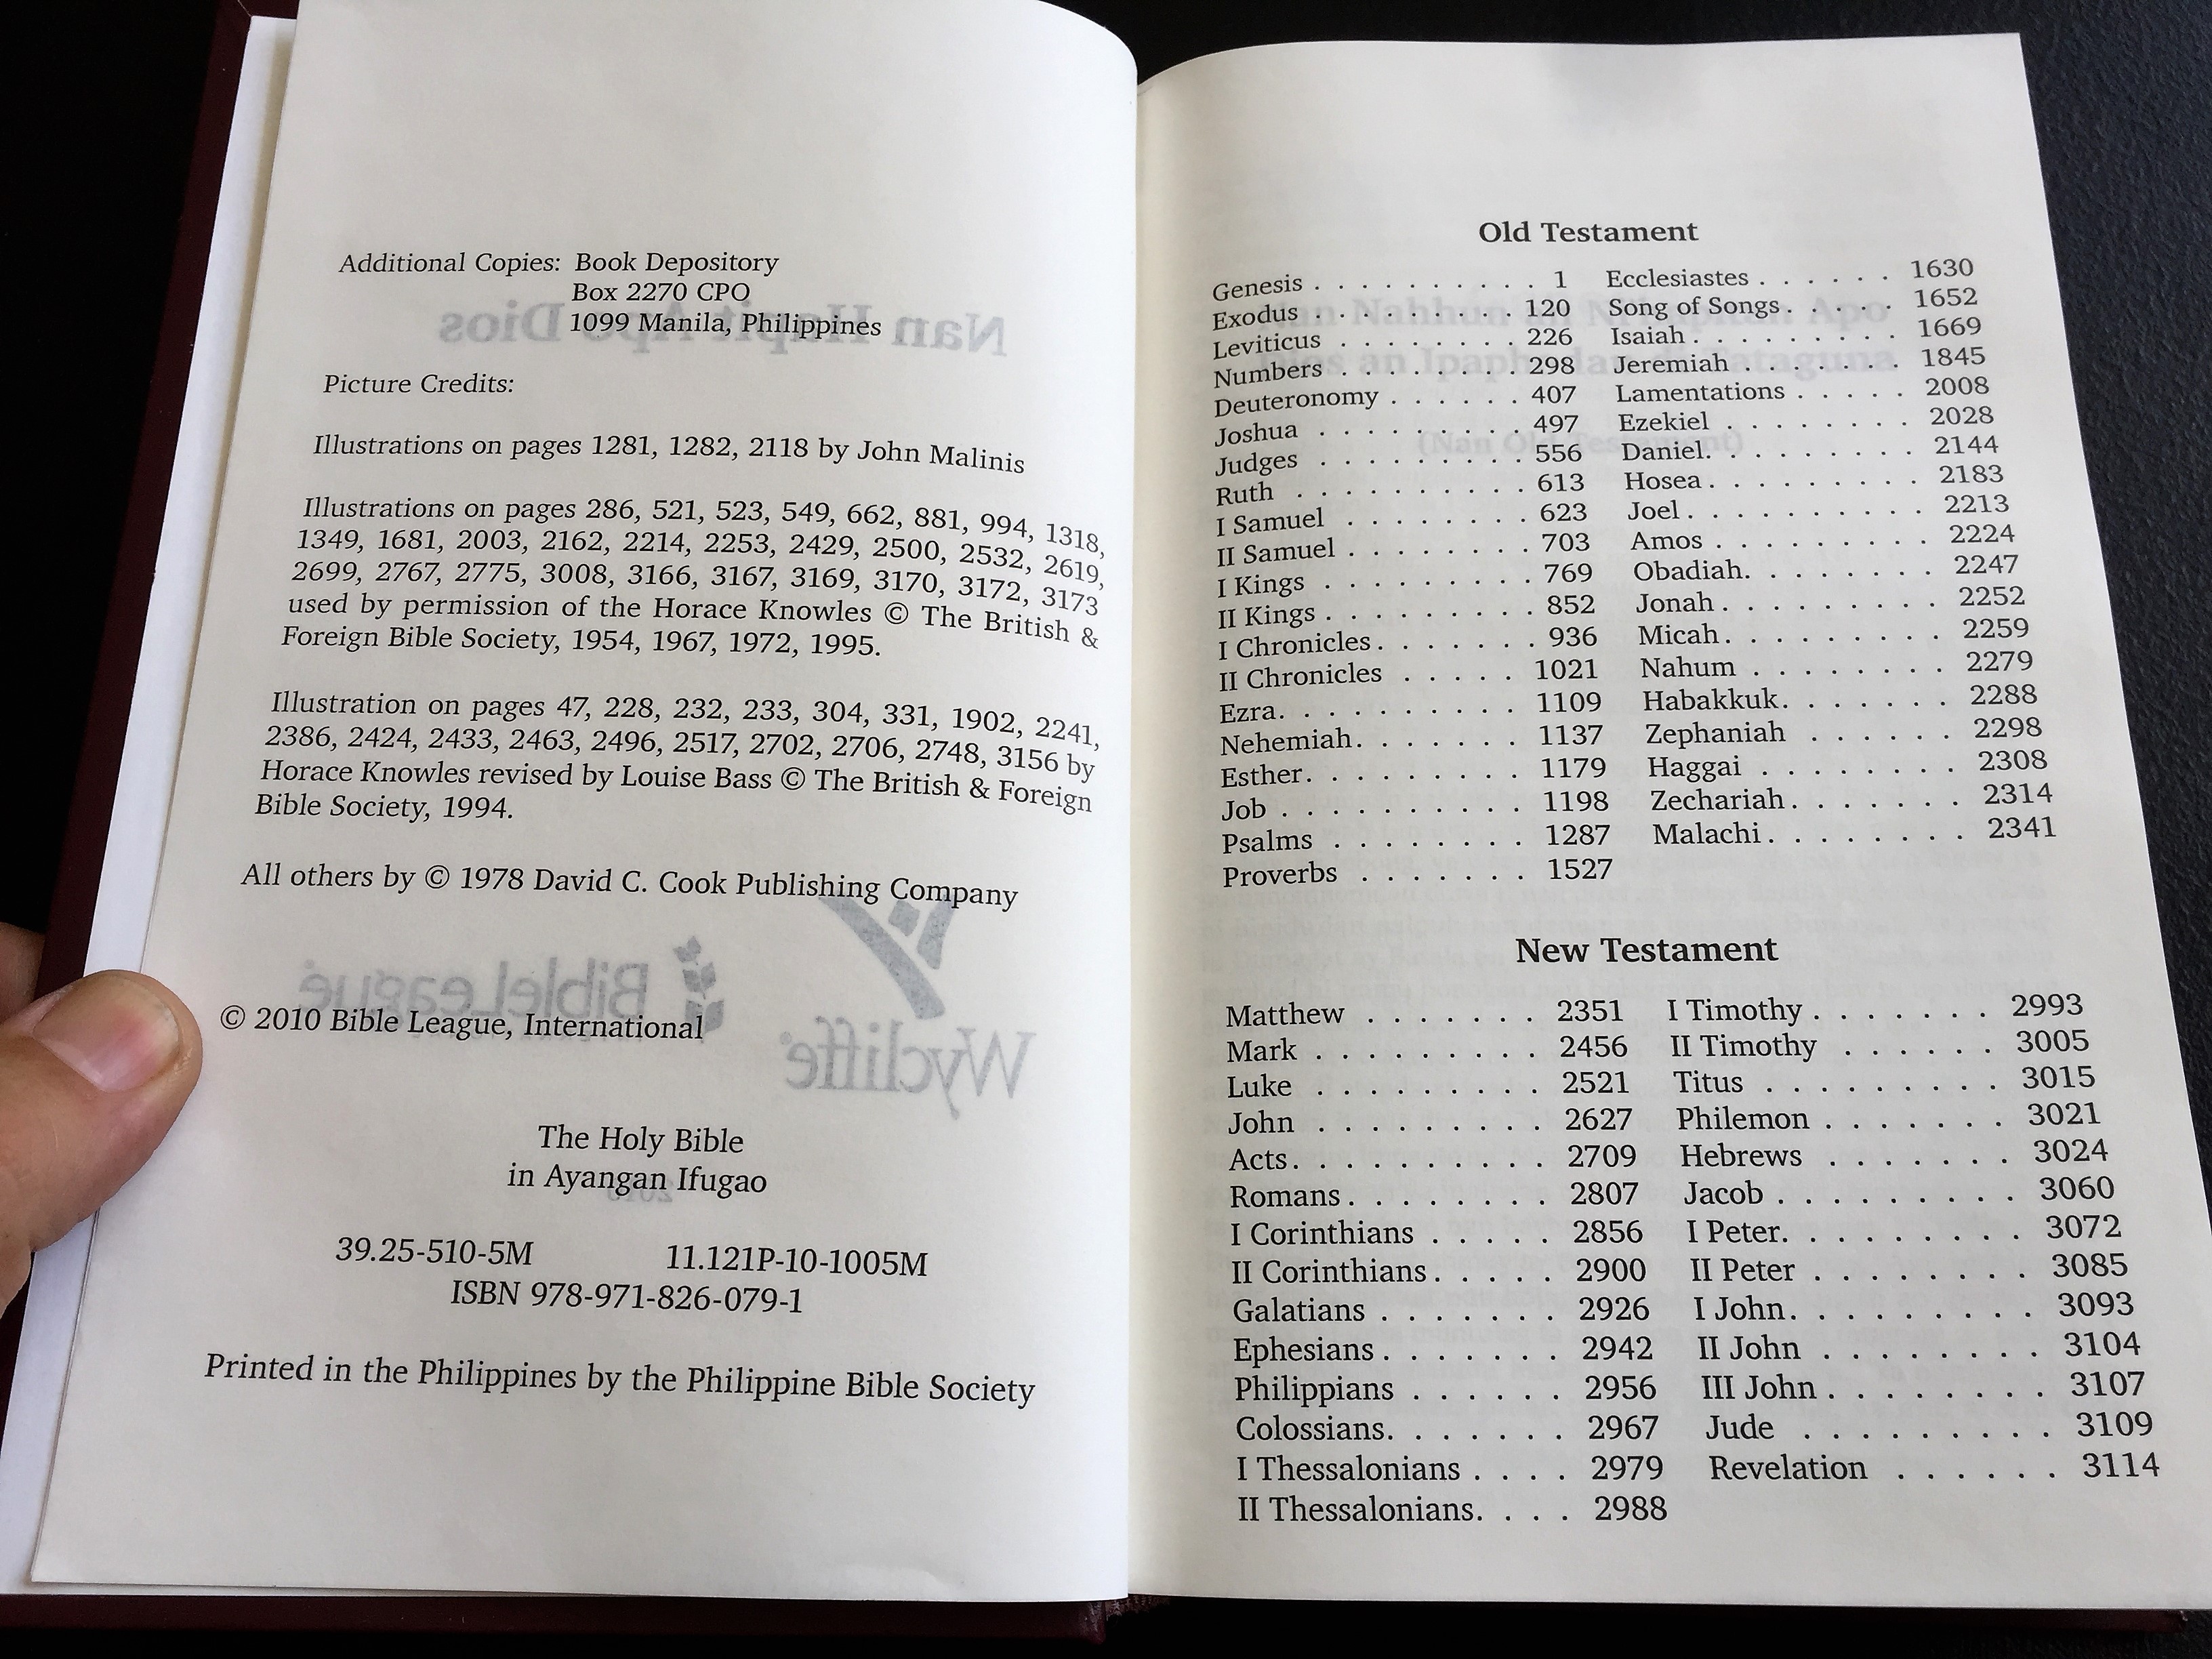 Additional Copies: Book Depository
Box 2270 CPO
1099 Manila, Philippines
Nan Hapit Apo Dios
Picture Credits:
Illustrations on pages 1281, 1282, 2118 by John Malinis
Illustrations on pages 286, 521, 523, 549, 662, 881, 994, 1318,
1349, 1681, 2003, 2162, 2214, 2253, 2429, 2500, 2532, 2619,
2699, 2767, 2775, 3008, 3166, 3167, 3169, 3170, 3172, 3173
used by permission of the Horace Knowles © The British &
Foreign Bible Society, 1954, 1967, 1972, 1995.
Illustration on pages 47, 228, 232, 233, 304, 331, 1902, 2241,
2386, 2424, 2433, 2463, 2496, 2517, 2702, 2706, 2748, 3156 by
Horace Knowles revised by Louise Bass © The British & Foreign
Bible Society, 1994.
All others by © 1978 David C. Cook Publishing Company
BibleLeague
© 2010 Bible League, International
Wycliffe
The Holy Bible
in Ayangan Ifugao
2010
39.25-510-5M 11.121P-10-1005M
ISBN 978-971-826-079-1
Printed in the Philippines by the Philippine Bible Society
Old Testament
Genesis . . . . . . . . . . 1
Exodus . . . . . . . . . 120
Leviticus . . . . . . . . 226
Numbers . . . . . . . . 298
Deuteronomy . . . . . . 407
Joshua . . . . . . . . . 497
Judges . . . . . . . . . 556
Ruth . . . . . . . . . . 613
I Samuel . . . . . . . . 623
II Samuel . . . . . . . . 703
I Kings . . . . . . . . . 769
II Kings . . . . . . . . . 852
I Chronicles . . . . . . . 936
II Chronicles . . . . . 1021
Ezra. . . . . . . . . . 1109
Nehemiah. . . . . . . 1137
Esther. . . . . . . . . 1179
Job . . . . . . . . . . 1198
Psalms . . . . . . . . 1287
Proverbs . . . . . . . 1527
Ecclesiastes . . . . . . 1630
Song of Songs. . . . . 1652
Isaiah . . . . . . . . . 1669
Jeremiah . . . . . . . 1845
Lamentations . . . . . 2008
Ezekiel . . . . . . . . 2028
Daniel. . . . . . . . . 2144
Hosea . . . . . . . . . 2183
Joel . . . . . . . . . . 2213
Amos . . . . . . . . . 2224
Obadiah. . . . . . . . 2247
Jonah . . . . . . . . . 2252
Micah . . . . . . . . . 2259
Nahum . . . . . . . . 2279
Habakkuk. . . . . . . 2288
Zephaniah . . . . . . 2298
Haggai . . . . . . . . 2308
Zechariah . . . . . . . 2314
Malachi . . . . . . . . 2341
New Testament
Matthew . . . . . . . 2351
Mark . . . . . . . . . 2456
Luke . . . . . . . . . 2521
John . . . . . . . . . 2627
Acts. . . . . . . . . . 2709
Romans . . . . . . . . 2807
I Corinthians . . . . . 2856
II Corinthians . . . . . 2900
Galatians . . . . . . . 2926
Ephesians . . . . . . . 2942
Philippians . . . . . . 2956
Colossians. . . . . . . 2967
I Thessalonians . . . . 2979
II Thessalonians. . . . 2988
I Timothy . . . . . . . 2993
II Timothy . . . . . . 3005
Titus . . . . . . . . . 3015
Philemon . . . . . . . 3021
Hebrews . . . . . . . 3024
Jacob . . . . . . . . . 3060
I Peter. . . . . . . . . 3072
II Peter . . . . . . . . 3085
I John. . . . . . . . . 3093
II John . . . . . . . . 3104
III John . . . . . . . . 3107
Jude . . . . . . . . . 3109
Revelation . . . . . . 3114